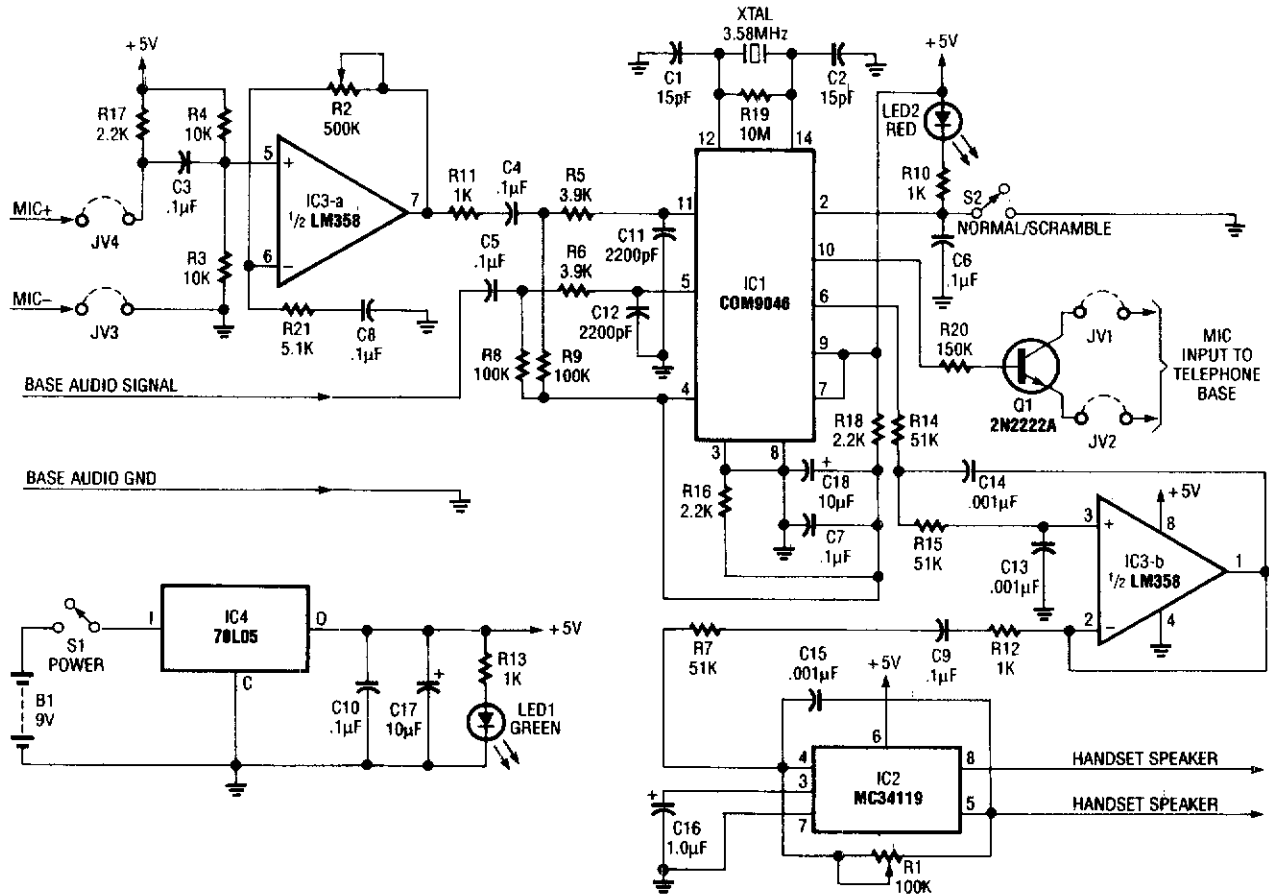 XTAL
3.58MHz
+5V
R17
2.2K
R4
10K
R2
500K
C1
15pF
C2
15pF
R19
10M
12
14
+5V
LED2
RED
R10
1K
S2
NORMAL/SCRAMBLE
C6
.1µF
MIC+
JV4
C3
.1µF
5
+
IC3-a
1/2 LM358
7
6
−
R11
1K
C4
.1µF
R5
3.9K
11
C11
2200pF
2
10
6
9
7
IC1
COM9046
MIC−
JV3
R3
10K
R21
5.1K
C8
.1µF
C5
.1µF
R6
3.9K
5
C12
2200pF
R8
100K
R9
100K
4
3
8
R20
150K
Q1
2N2222A
JV1
JV2
MIC
INPUT TO
TELEPHONE
BASE
BASE AUDIO SIGNAL
BASE AUDIO GND
R16
2.2K
+
C18
10µF
C7
.1µF
R18
2.2K
R14
51K
C14
.001µF
R15
51K
C13
.001µF
+5V
3
+
8
IC3-b
1/2 LM358
1
2
−
4
S1
POWER
B1
9V
I
IC4
78L05
O
C
+5V
C10
.1µF
C17
+
10µF
R13
1K
LED1
GREEN
R7
51K
C9
.1µF
R12
1K
C15
.001µF
+5V
6
4
3
7
IC2
MC34119
8
5
HANDSET SPEAKER
HANDSET SPEAKER
+
C16
1.0µF
R1
100K